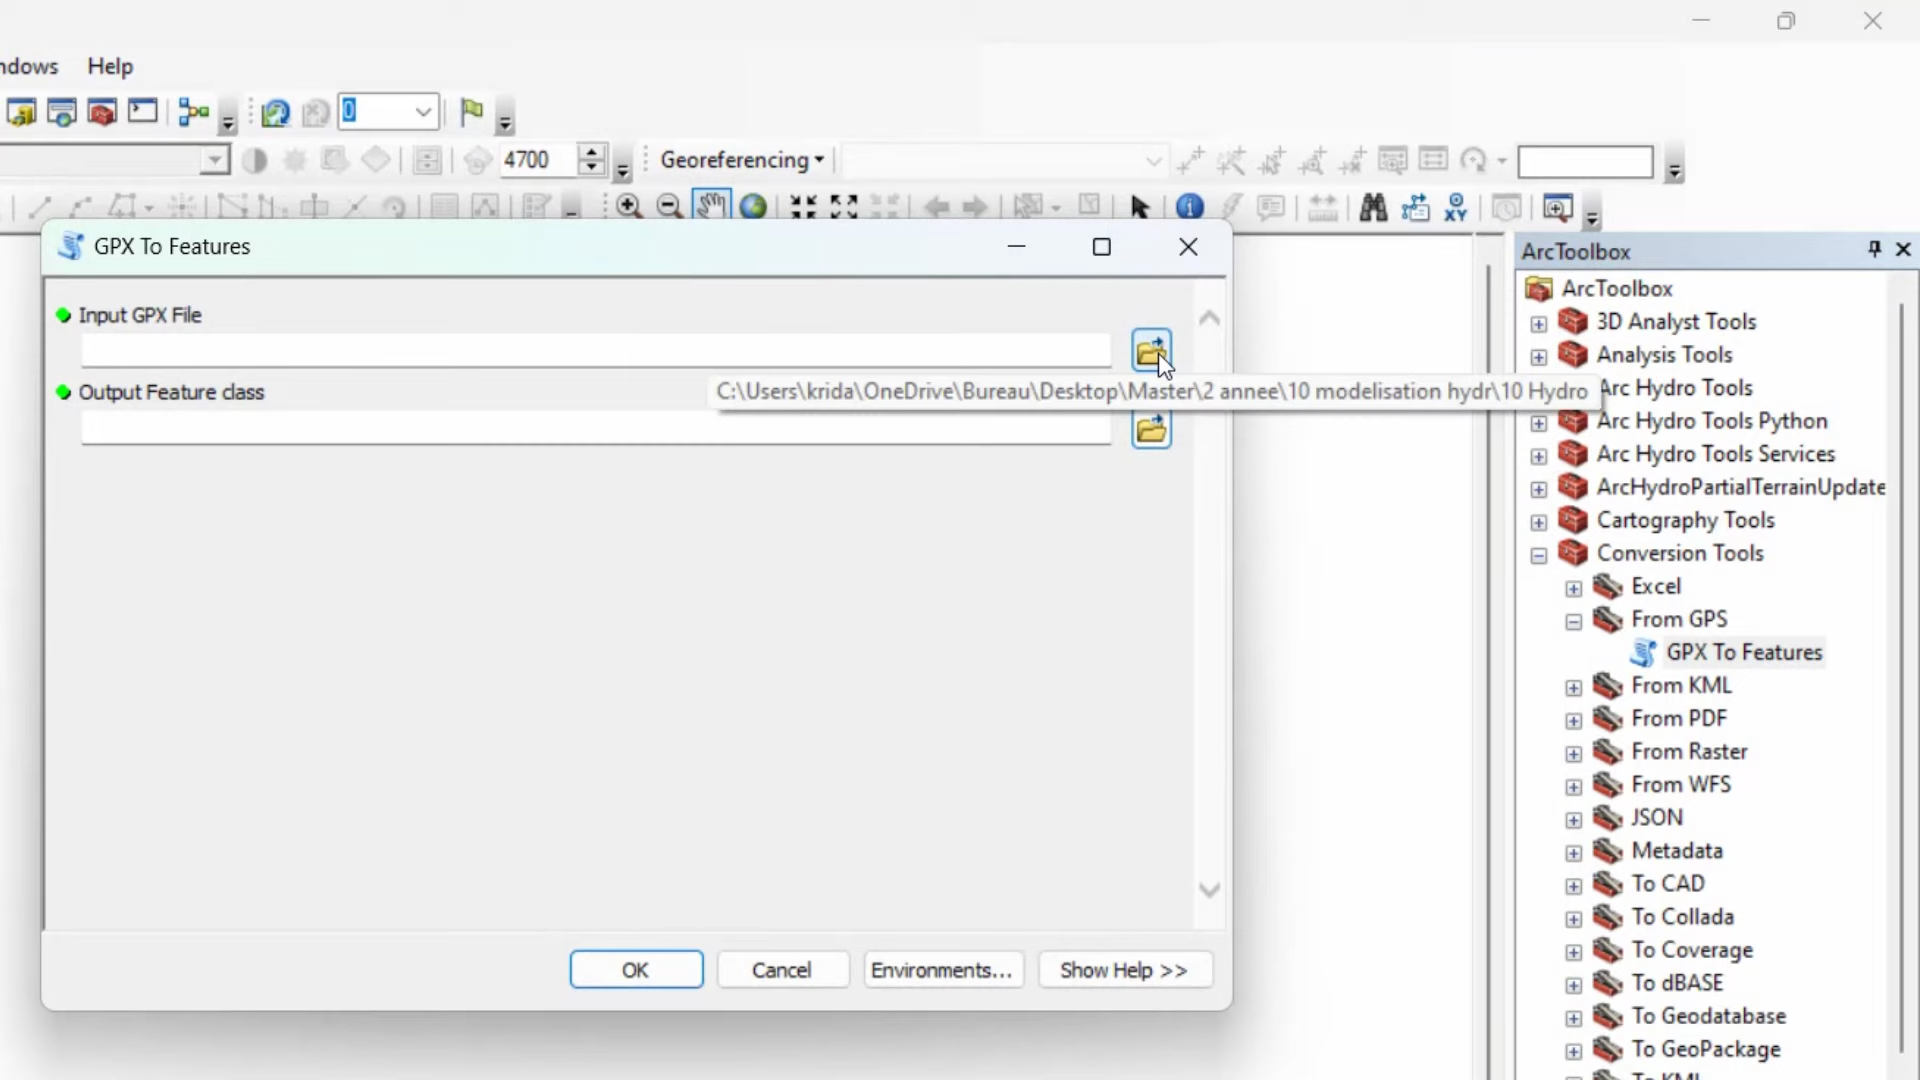 ndows Help
0
4700 Georeferencing
GPX To Features
Input GPX File
Output Feature class
C:\Users\krida\OneDrive\Bureau\Desktop\Master\2 annee\10 modelisation hydr\10 Hydro
OK Cancel Environments... Show Help >>
XY
ArcToolbox
ArcToolbox
3D Analyst Tools
Analysis Tools
Arc Hydro Tools
Arc Hydro Tools Python
Arc Hydro Tools Services
ArcHydroPartialTerrainUpdate
Cartography Tools
Conversion Tools
Excel
From GPS
GPX To Features
From KML
From PDF
From Raster
From WFS
JSON
Metadata
To CAD
To Collada
To Coverage
To dBASE
To Geodatabase
To GeoPackage
To KML